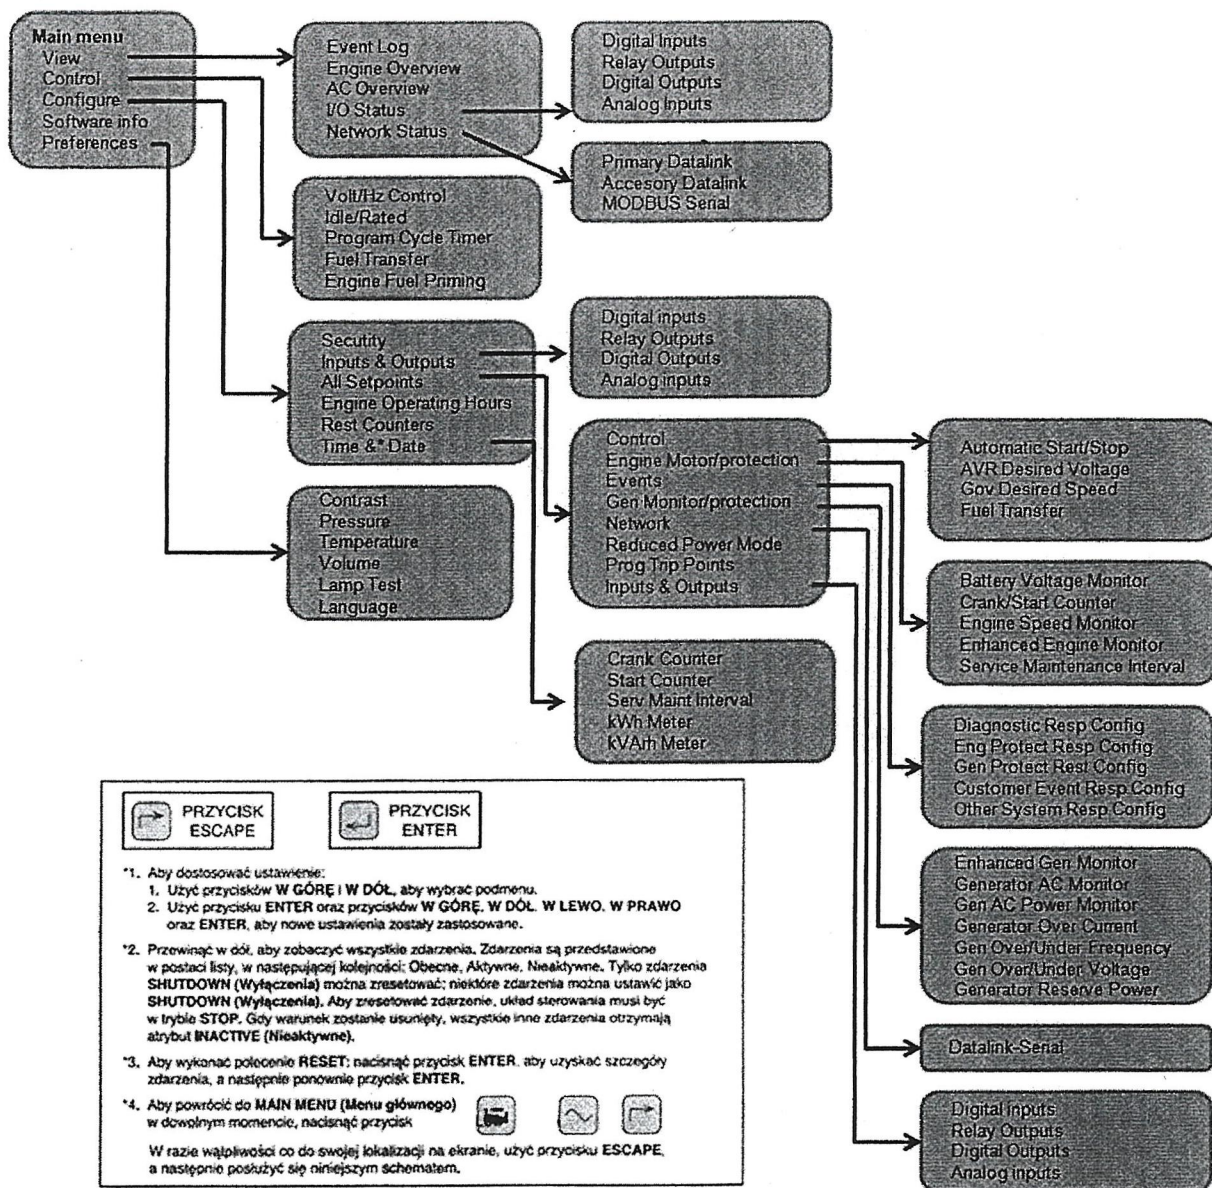 Main menu
View
Control
Configure
Software info
Preferences
Event Log
Engine Overview
AC Overview
I/O Status
Network Status
Digital Inputs
Relay Outputs
Digital Outputs
Analog Inputs
Primary Datalink
Accesory Datalink
MODBUS Serial
Volt/Hz Control
Idle/Rated
Program Cycle Timer
Fuel Transfer
Engine Fuel Priming
Secutity
Inputs & Outputs
All Setpoints
Engine Operating Hours
Rest Counters
Time &* Date
Digital inputs
Relay Outputs
Digital Outputs
Analog inputs
Contrast
Pressure
Temperature
Volume
Lamp Test
Language
Control
Engine Motor/protection
Events
Gen Monitor/protection
Network
Reduced Power Mode
Prog Trip Points
Inputs & Outputs
Automatic Start/Stop
AVR Desired Voltage
Gov Desired Speed
Fuel Transfer
Battery Voltage Monitor
Crank/Start Counter
Engine Speed Monitor
Enhanced Engine Monitor
Service Maintenance Interval
Crank Counter
Start Counter
Serv Maint Interval
kWh Meter
kVArh Meter
Diagnostic Resp Config
Eng Protect Resp Config
Gen Protect Rest Config
Customer Event Resp Config
Other System Resp Config
Enhanced Gen Monitor
Generator AC Monitor
Gen AC Power Monitor
Generator Over Current
Gen Over/Under Frequency
Gen Over/Under Voltage
Generator Reserve Power
Datalink-Serial
Digital inputs
Relay Outputs
Digital Outputs
Analog inputs
PRZYCISK
ESCAPE
PRZYCISK
ENTER
*1. Aby dostosować ustawienie:
1. Użyć przycisków W GÓRĘ i W DÓŁ, aby wybrać podmenu.
2. Użyć przycisku ENTER oraz przycisków W GÓRĘ, W DÓŁ, W LEWO, W PRAWO
oraz ENTER, aby nowe ustawienia zostały zastosowane.
*2. Przewinąć w dół, aby zobaczyć wszystkie zdarzenia. Zdarzenia są przedstawione
w postaci listy, w następującej kolejności: Obecne, Aktywne, Nieaktywne. Tylko zdarzenia
SHUTDOWN (Wyłączenia) można zresetować; niektóre zdarzenia można ustawić jako
SHUTDOWN (Wyłączenia). Aby zresetować zdarzenie, układ sterowania musi być
w trybie STOP. Gdy warunek zostanie usunięty, wszystkie inne zdarzenia otrzymają
atrybut INACTIVE (Nieaktywne).
*3. Aby wykonać polecenie RESET: nacisnąć przycisk ENTER, aby uzyskać szczegóły
zdarzenia, a następnie ponownie przycisk ENTER.
*4. Aby powrócić do MAIN MENU (Menu głównego)
w dowolnym momencie, nacisnąć przycisk
W razie wątpliwości co do swojej lokalizacji na ekranie, użyć przycisku ESCAPE,
a następnie posłużyć się niniejszym schematem.